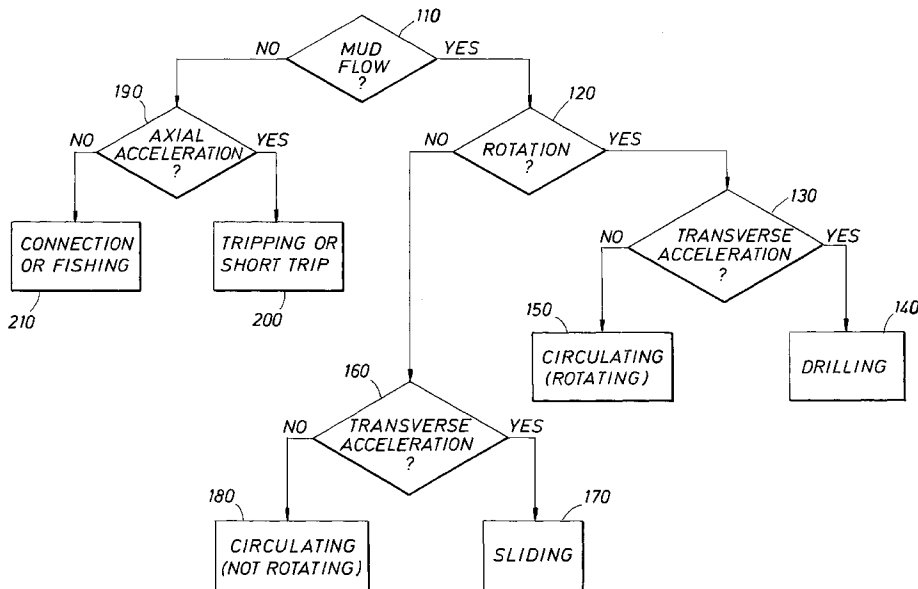 110
NO
MUD
FLOW
?
YES
190
120
NO
AXIAL
ACCELERATION
?
YES
NO
ROTATION
?
YES
130
NO
TRANSVERSE
ACCELERATION
?
YES
CONNECTION
OR FISHING
TRIPPING OR
SHORT TRIP
210
200
150
140
CIRCULATING
(ROTATING)
DRILLING
160
NO
TRANSVERSE
ACCELERATION
?
YES
180
170
CIRCULATING
(NOT ROTATING)
SLIDING